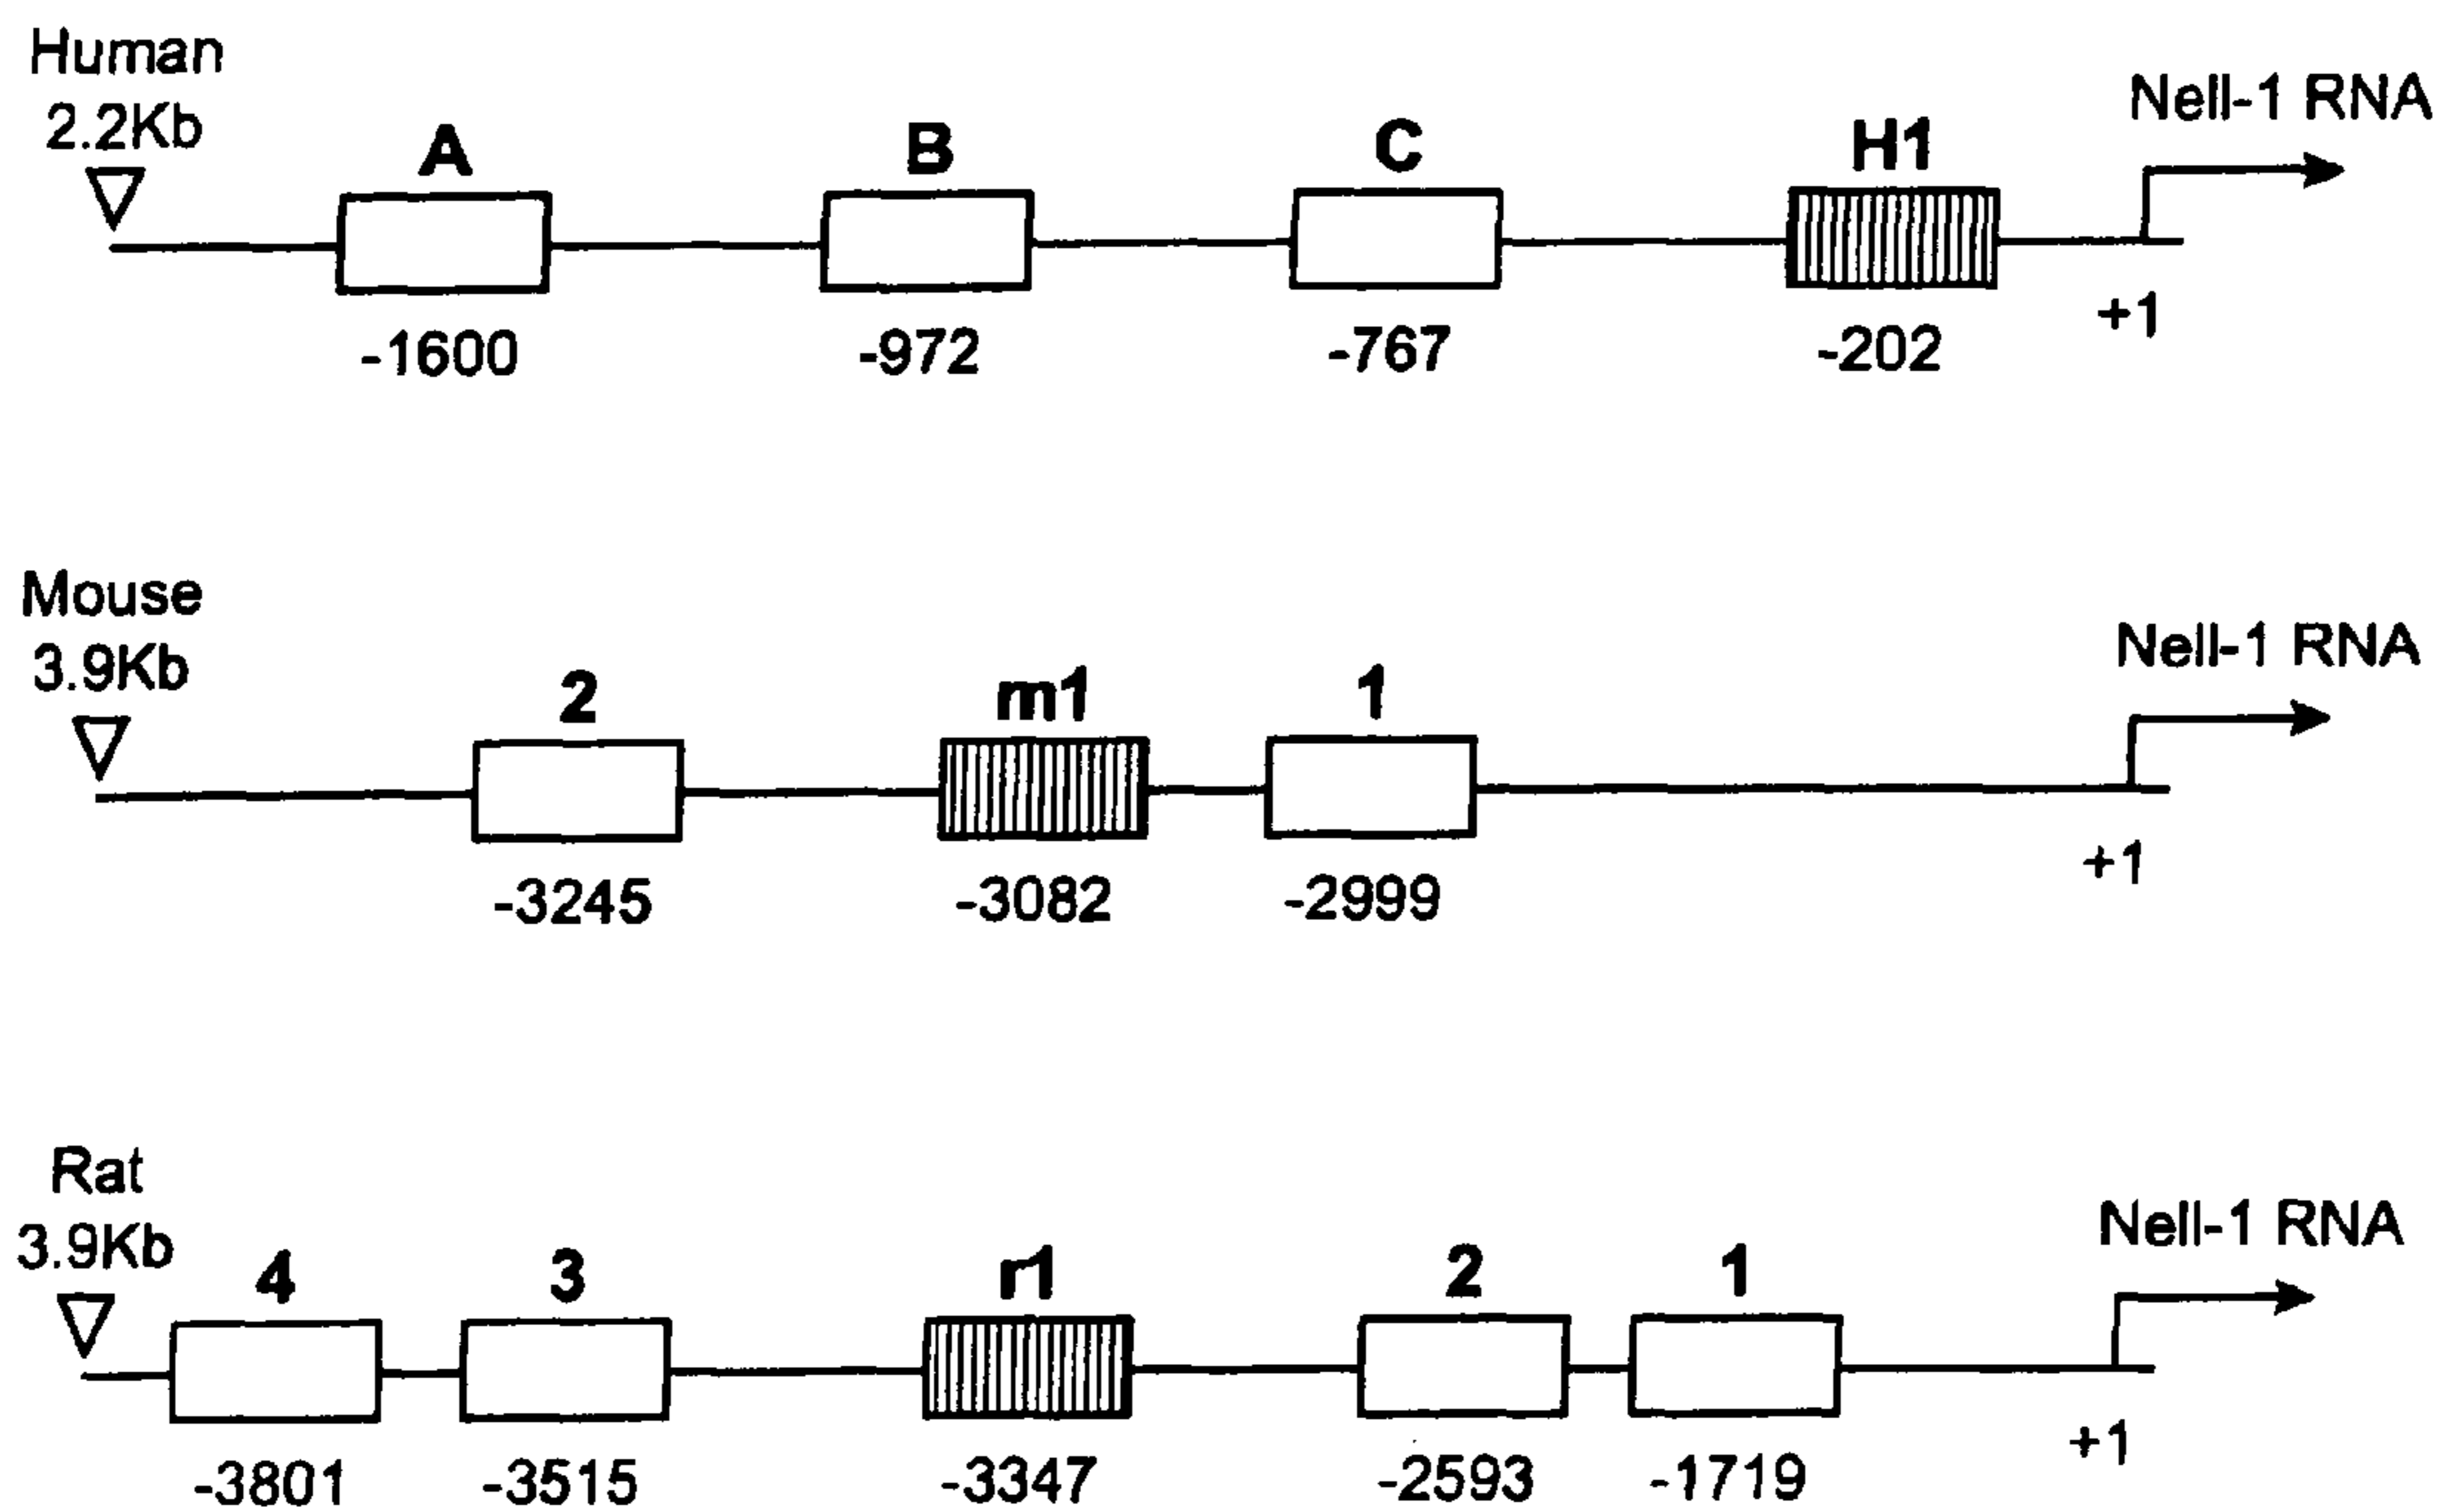 Human
2.2Kb
A B C H1 Nell-1 RNA
-1600 -972 -767 -202 +1
Mouse
3.9Kb
2 m1 1 Nell-1 RNA
-3245 -3082 -2999 +1
Rat
3.9Kb
4 3 r1 2 1 Nell-1 RNA
-3801 -3515 -3347 -2593 -1719 +1